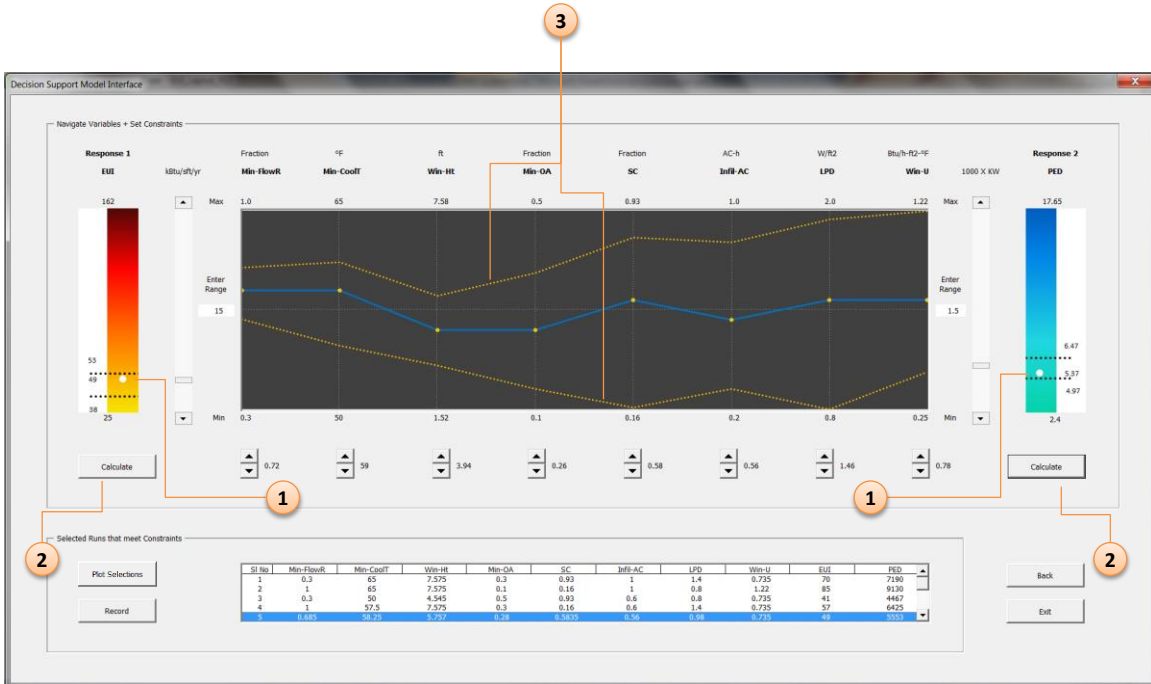 3
Decision Support Model Interface
Navigate Variables + Set Constraints
Response 1 Fraction ºF ft Fraction Fraction AC-h W/ft2 Btu/h-ft2-ºF Response 2
EUI kBtu/sft/yr Min-FlowR Min-CoolT Win-Ht Min-OA SC Infil-AC LPD Win-U 1000 X KW PED
162 Max 1.0 65 7.58 0.5 0.93 1.0 2.0 1.22 Max 17.65
Enter Enter
Range Range
15 1.5
6.47
53
49 5.37
4.97
38
25 Min 0.3 50 1.52 0.1 0.16 0.2 0.8 0.25 Min 2.4
Calculate 0.72 59 3.94 0.26 0.58 0.56 1.46 0.78 Calculate
1 1
Selected Runs that meet Constraints
2 2
Plot Selections
Record
Sl No Min-FlowR Min-CoolT Win-Ht Min-OA SC Infil-AC LPD Win-U EUI PED
1 0.3 65 7.575 0.3 0.93 1 1.4 0.735 70 7190
2 1 65 7.575 0.1 0.16 1 0.8 1.22 85 9130
3 0.3 50 4.545 0.5 0.93 0.6 0.8 0.735 41 4467
4 1 57.5 7.575 0.3 0.16 0.6 1.4 0.735 57 6425
5 0.685 58.25 5.757 0.28 0.5835 0.56 0.98 0.735 49 5553
Back
Exit